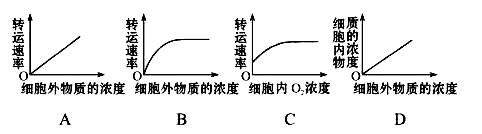 转运速率
O
细胞外物质的浓度
A
转运速率
O
细胞外物质的浓度
B
转运速率
O
细胞内 O₂浓度
C
细胞内物
质的浓度
O
细胞外物质的浓度
D